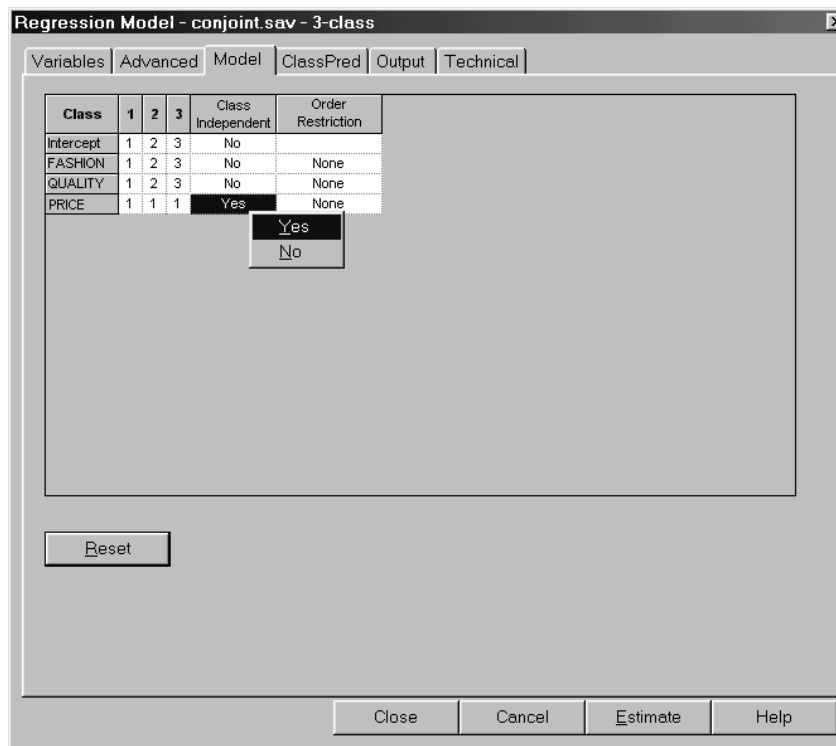 Regression Model - conjoint.sav - 3-class
Variables Advanced Model ClassPred Output Technical
Class 1 2 3 Class Independent Order Restriction
Intercept 1 2 3 No
FASHION 1 2 3 No None
QUALITY 1 2 3 No None
PRICE 1 1 1 Yes None
Yes
No
Reset
Close Cancel Estimate Help